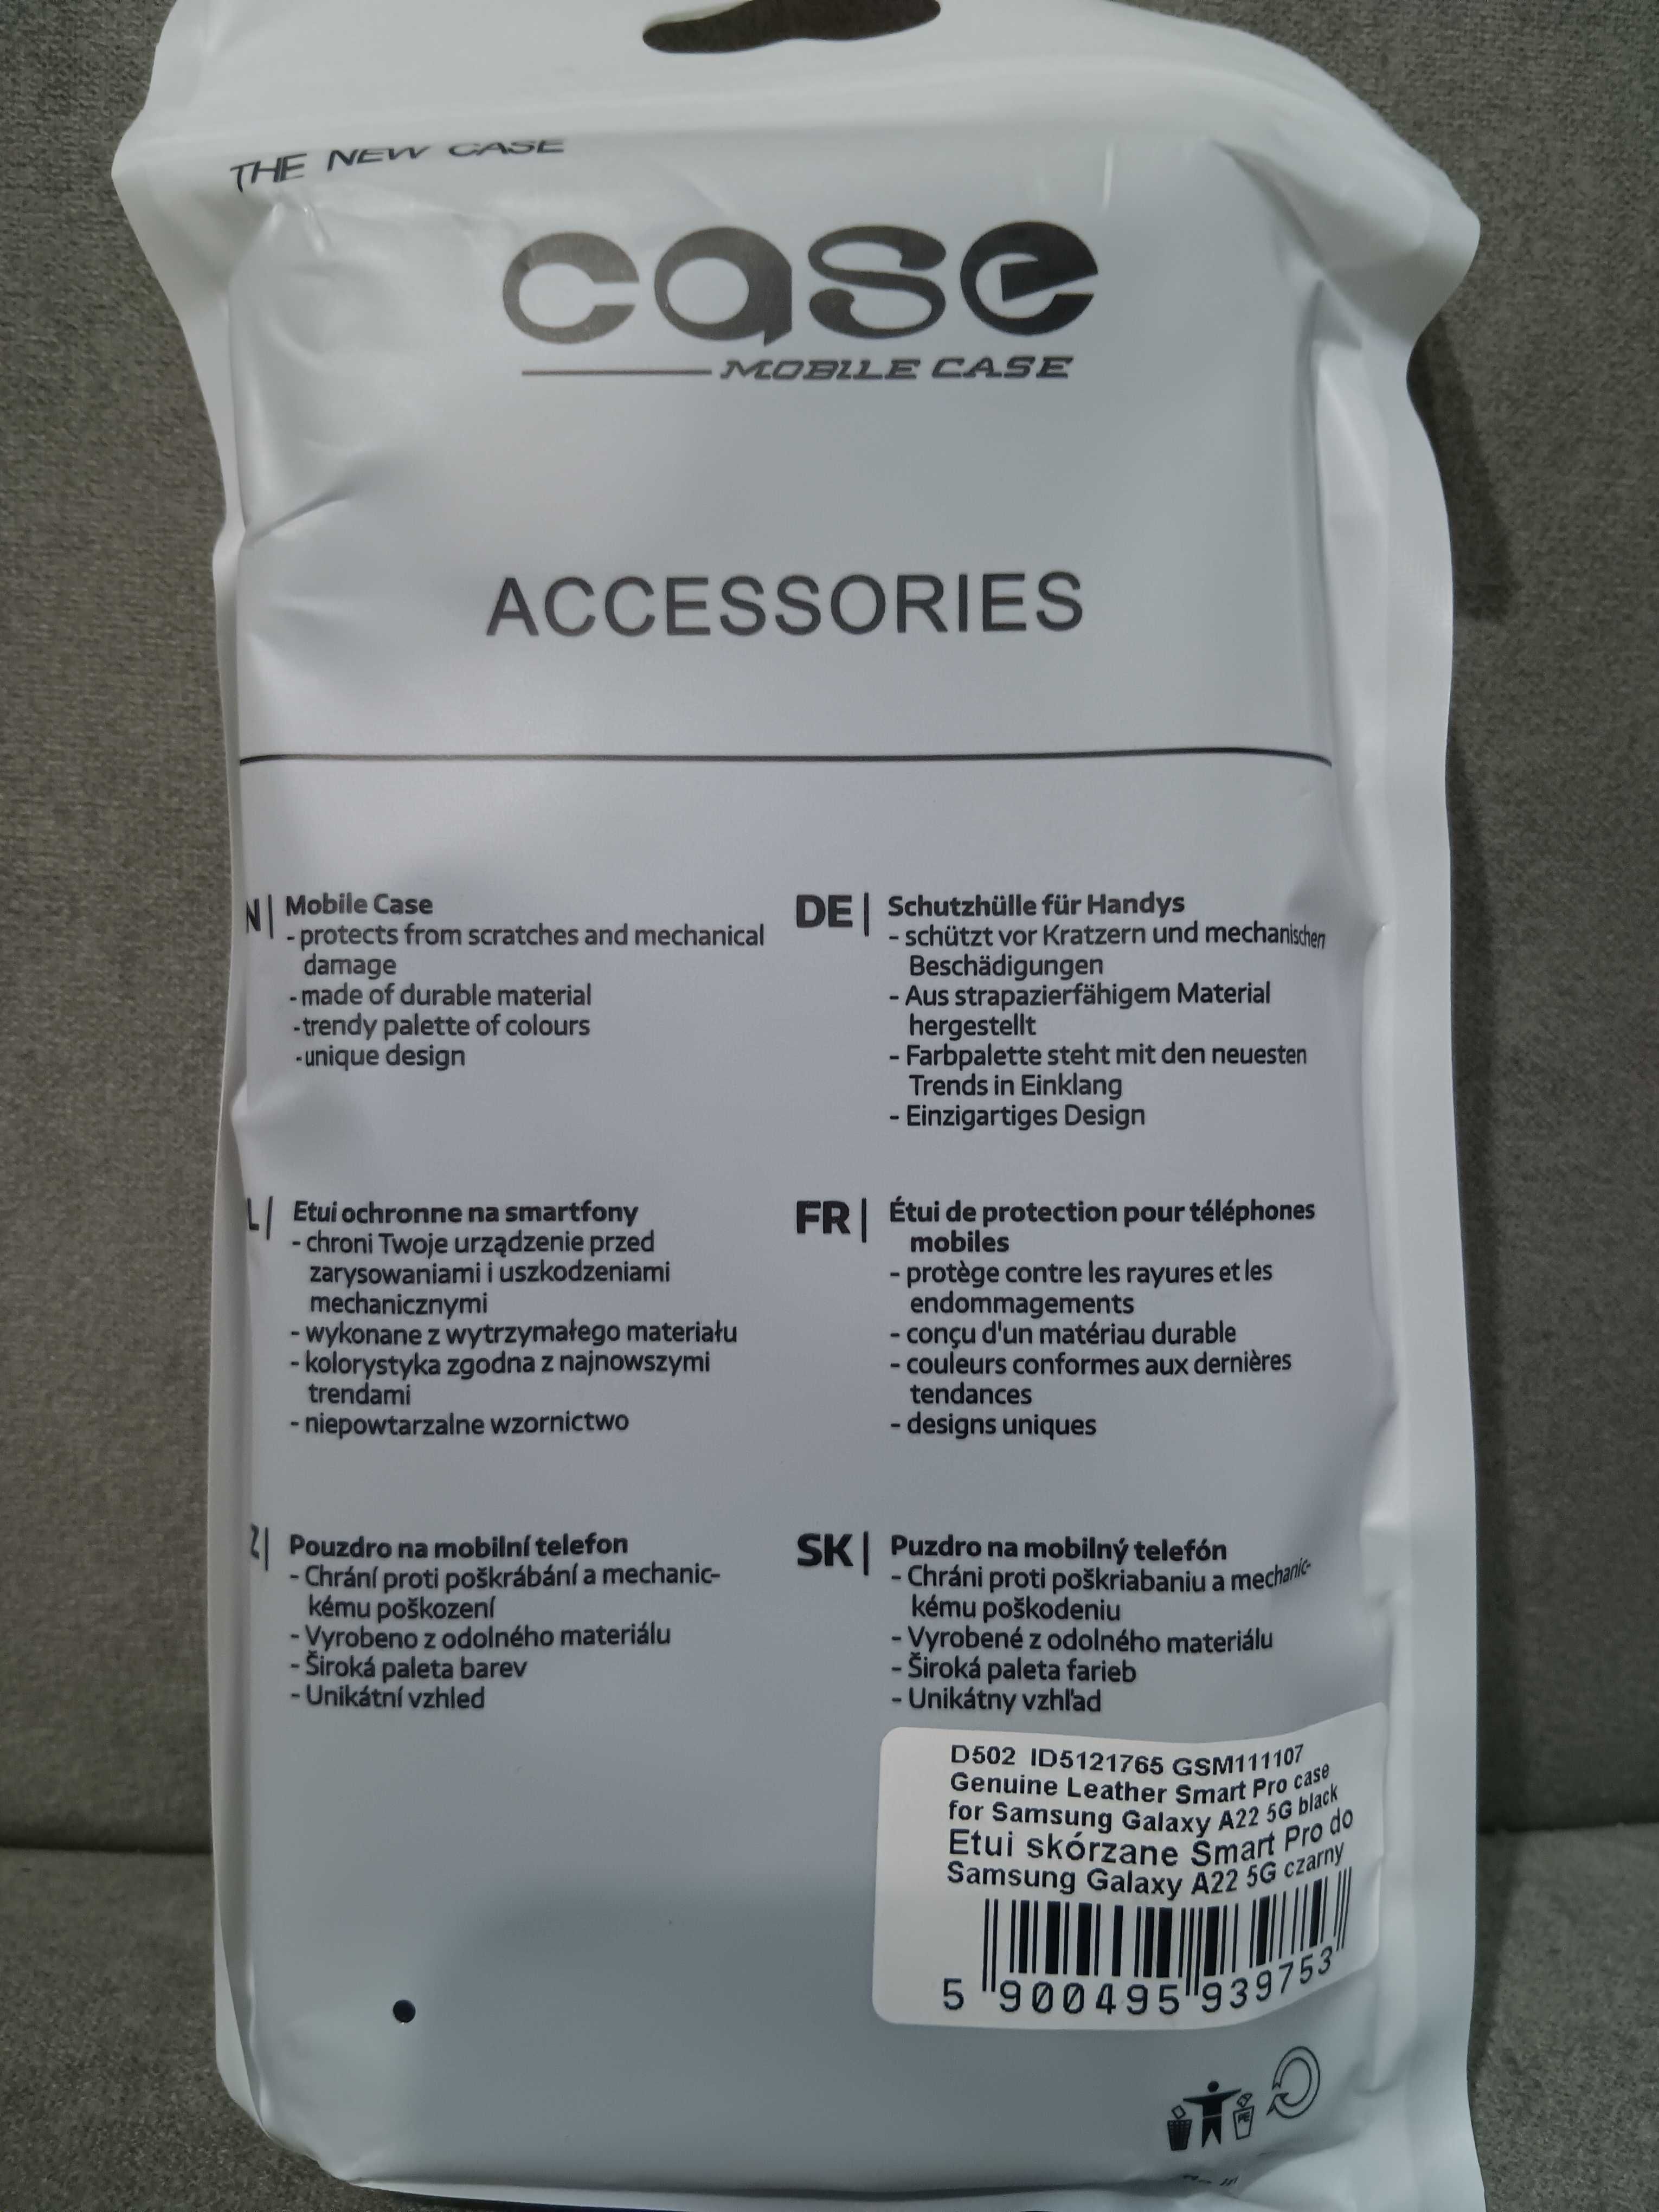 THE NEW CASE
case
MOBILE CASE
ACCESSORIES
N| Mobile Case
- protects from scratches and mechanical
damage
- made of durable material
- trendy palette of colours
- unique design
DE| Schutzhülle für Handys
- schützt vor Kratzern und mechanischen
Beschädigungen
- Aus strapazierfähigem Material
hergestellt
- Farbpalette steht mit den neuesten
Trends in Einklang
- Einzigartiges Design
L| Etui ochronne na smartfony
- chroni Twoje urządzenie przed
zarysowaniami i uszkodzeniami
mechanicznymi
- wykonane z wytrzymałego materiału
- kolorystyka zgodna z najnowszymi
trendami
- niepowtarzalne wzornictwo
FR| Étui de protection pour téléphones
mobiles
- protège contre les rayures et les
endommagements
- conçu d'un matériau durable
- couleurs conformes aux dernières
tendances
- designs uniques
Z| Pouzdro na mobilní telefon
- Chrání proti poškrábání a mechanic-
kému poškození
- Vyrobeno z odolného materiálu
- Široká paleta barev
- Unikátní vzhled
SK| Puzdro na mobilný telefón
- Chráni proti poškriabaniu a mechanic-
kému poškodeniu
- Vyrobené z odolného materiálu
- Široká paleta farieb
- Unikátny vzhľad
D502 ID5121765 GSM111107
Genuine Leather Smart Pro case
for Samsung Galaxy A22 5G black
Etui skórzane Smart Pro do
Samsung Galaxy A22 5G czarny
5 900495 939753
PE